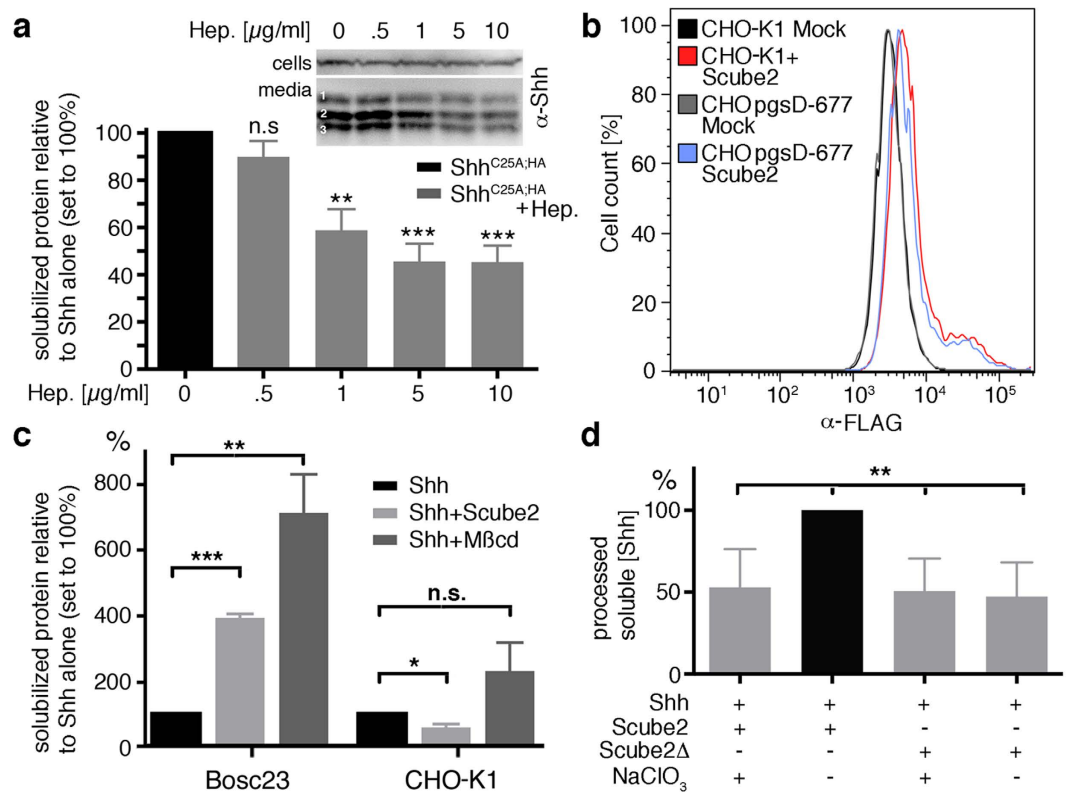 a
Hep. [µg/ml] 0 .5 1 5 10
cells
media
1
2
3
α-Shh
solubilized protein relative
to Shh alone (set to 100%)
100
80
60
40
20
0
n.s
**
***
***
Shh^C25A;HA
Shh^C25A;HA
+Hep.
Hep. [µg/ml] 0 .5 1 5 10
b
Cell count [%]
100
80
60
40
20
0
CHO-K1 Mock
CHO-K1+
Scube2
CHO pgsD-677
Mock
CHO pgsD-677
Scube2
10^1 10^2 10^3 10^4 10^5
α-FLAG
c
%
solubilized protein relative
to Shh alone (set to 100%)
800
600
400
200
0
**
***
n.s.
*
Shh
Shh+Scube2
Shh+Mßcd
Bosc23 CHO-K1
d
%
processed
soluble [Shh]
100
50
0
**
Shh + + + +
Scube2 + + - -
Scube2Δ - - + +
NaClO₃ + - + -